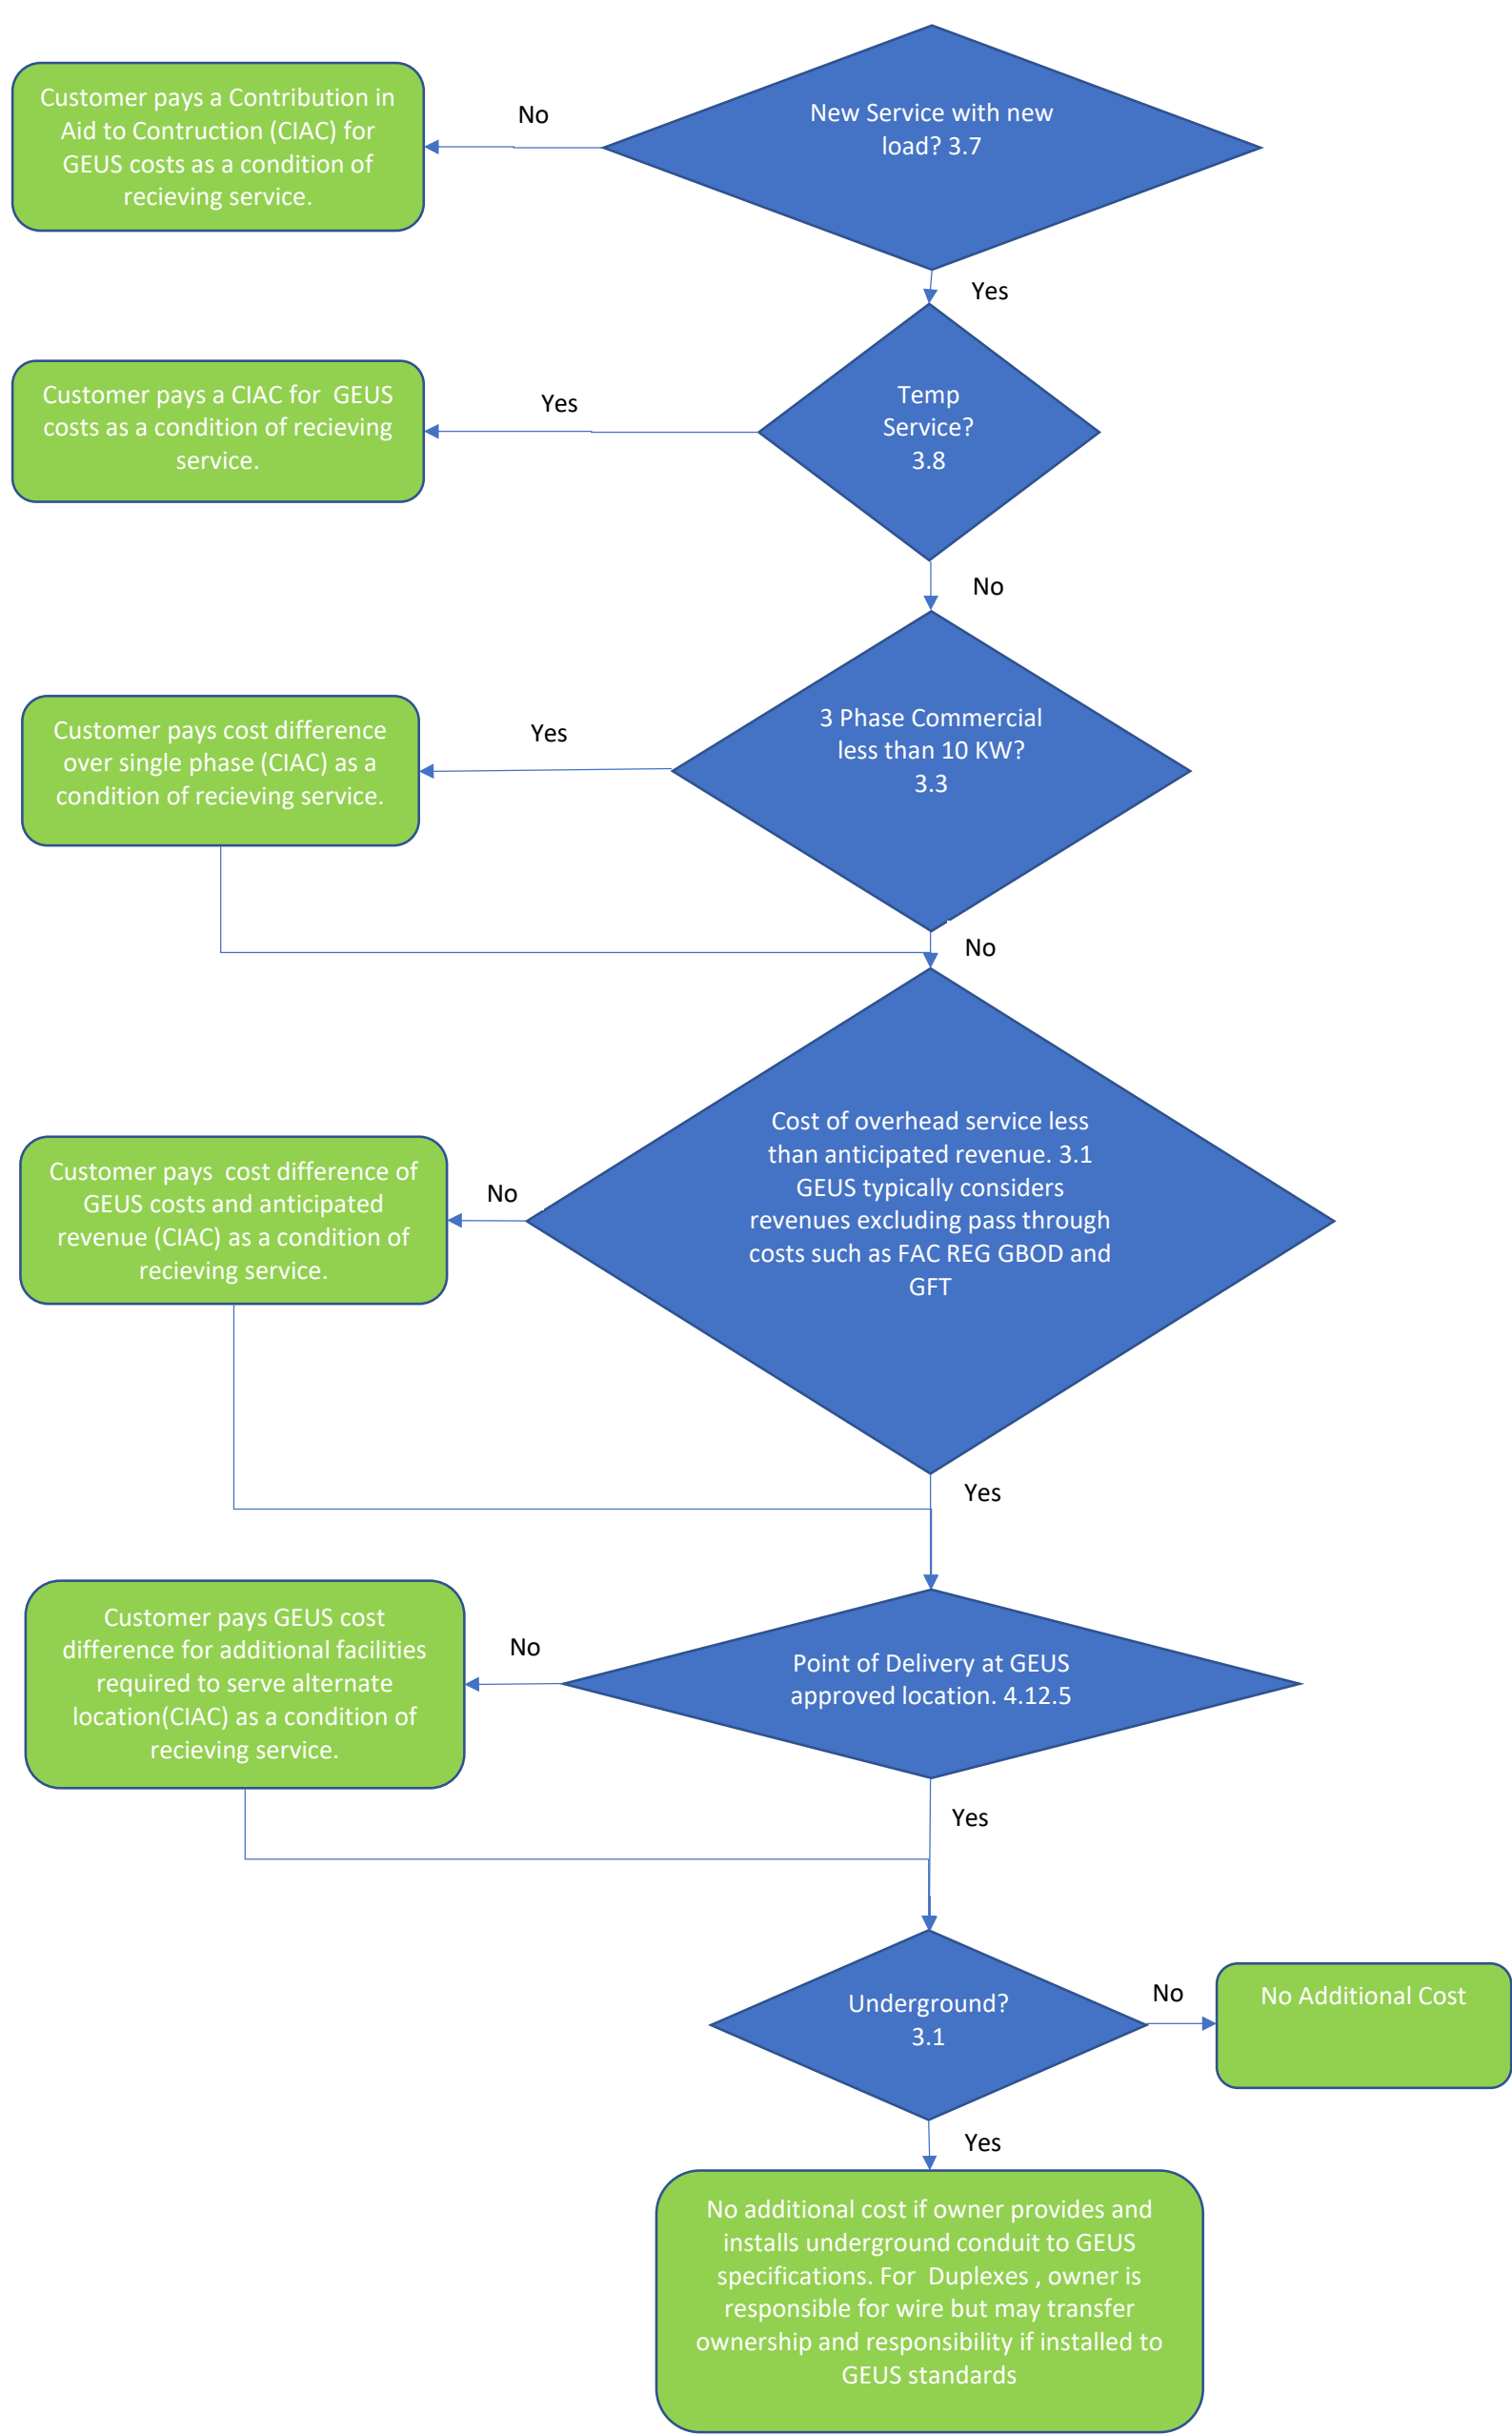 New Service with new
load? 3.7
No
Customer pays a Contribution in
Aid to Contruction (CIAC) for
GEUS costs as a condition of
recieving service.
Yes
Temp
Service?
3.8
Yes
Customer pays a CIAC for  GEUS
costs as a condition of recieving
service.
No
3 Phase Commercial
less than 10 KW?
3.3
Yes
Customer pays cost difference
over single phase (CIAC) as a
condition of recieving service.
No
Cost of overhead service less
than anticipated revenue. 3.1
GEUS typically considers
revenues excluding pass through
costs such as FAC REG GBOD and
GFT
No
Customer pays  cost difference of
GEUS costs and anticipated
revenue (CIAC) as a condition of
recieving service.
Yes
Point of Delivery at GEUS
approved location. 4.12.5
No
Customer pays GEUS cost
difference for additional facilities
required to serve alternate
location(CIAC) as a condition of
recieving service.
Yes
Underground?
3.1
No
No Additional Cost
Yes
No additional cost if owner provides and
installs underground conduit to GEUS
specifications. For  Duplexes , owner is
responsible for wire but may transfer
ownership and responsibility if installed to
GEUS standards